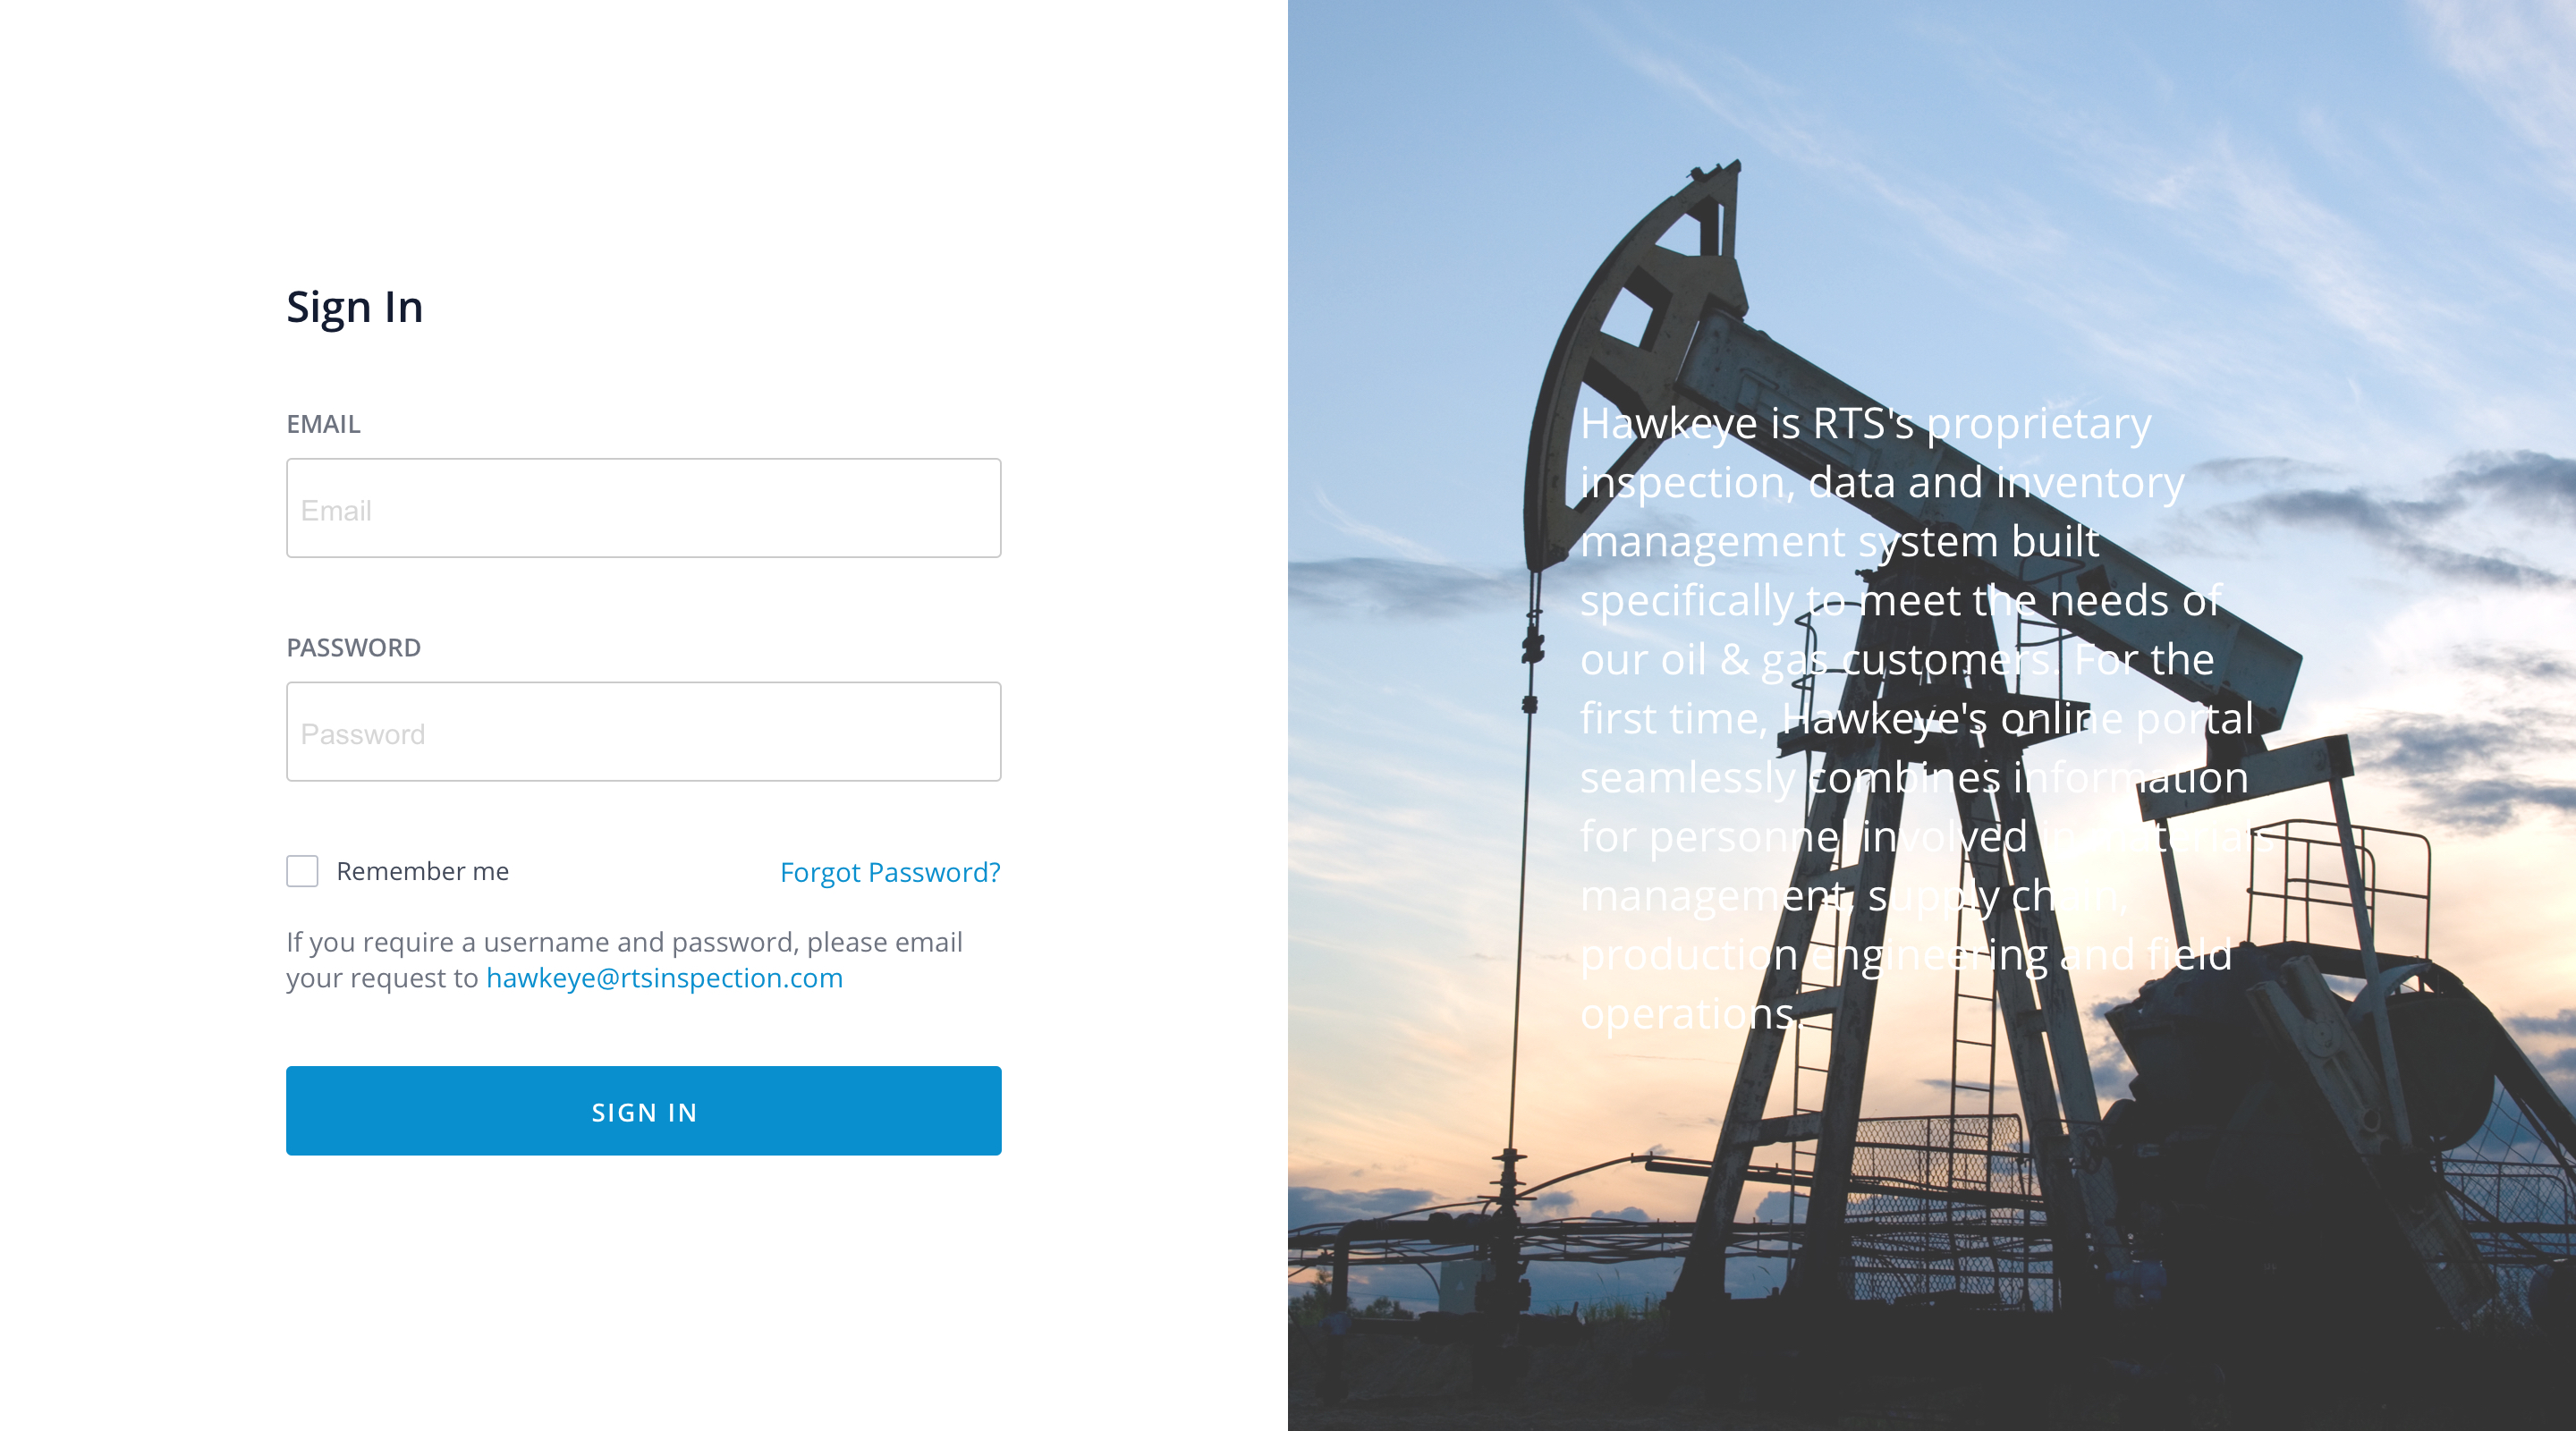 Sign In
EMAIL
Email
PASSWORD
Password
Remember me
Forgot Password?
If you require a username and password, please email
your request to hawkeye@rtsinspection.com
SIGN IN
Hawkeye is RTS's proprietary
inspection, data and inventory
management system built
specifically to meet the needs of
our oil & gas customers. For the
first time, Hawkeye's online portal
seamlessly combines information
for personnel involved in materials
management, supply chain,
production engineering and field
operations.